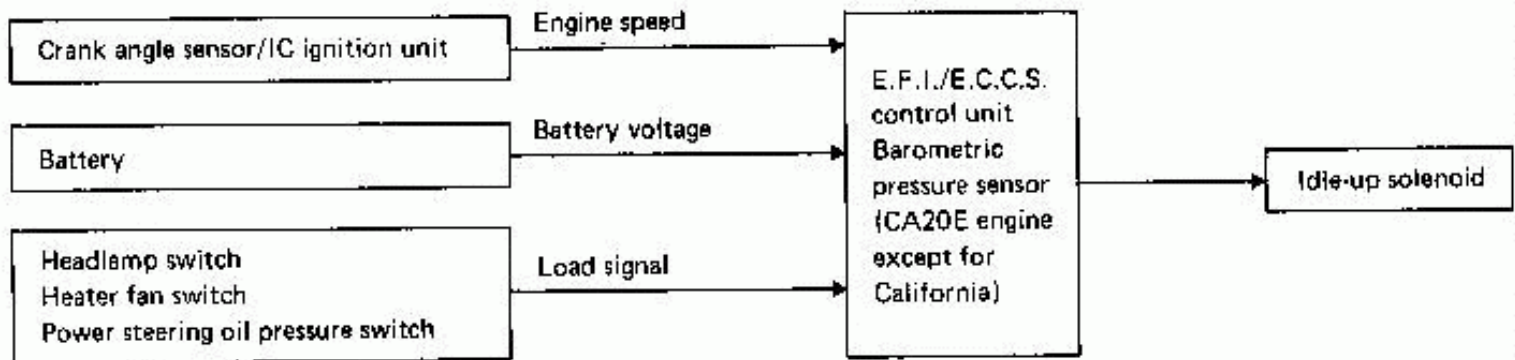 Crank angle sensor/IC ignition unit
Engine speed
Battery
Battery voltage
Headlamp switch
Heater fan switch
Power steering oil pressure switch
Load signal
E.F.I./E.C.C.S.
control unit
Barometric
pressure sensor
(CA20E engine
except for
California)
Idle-up solenoid